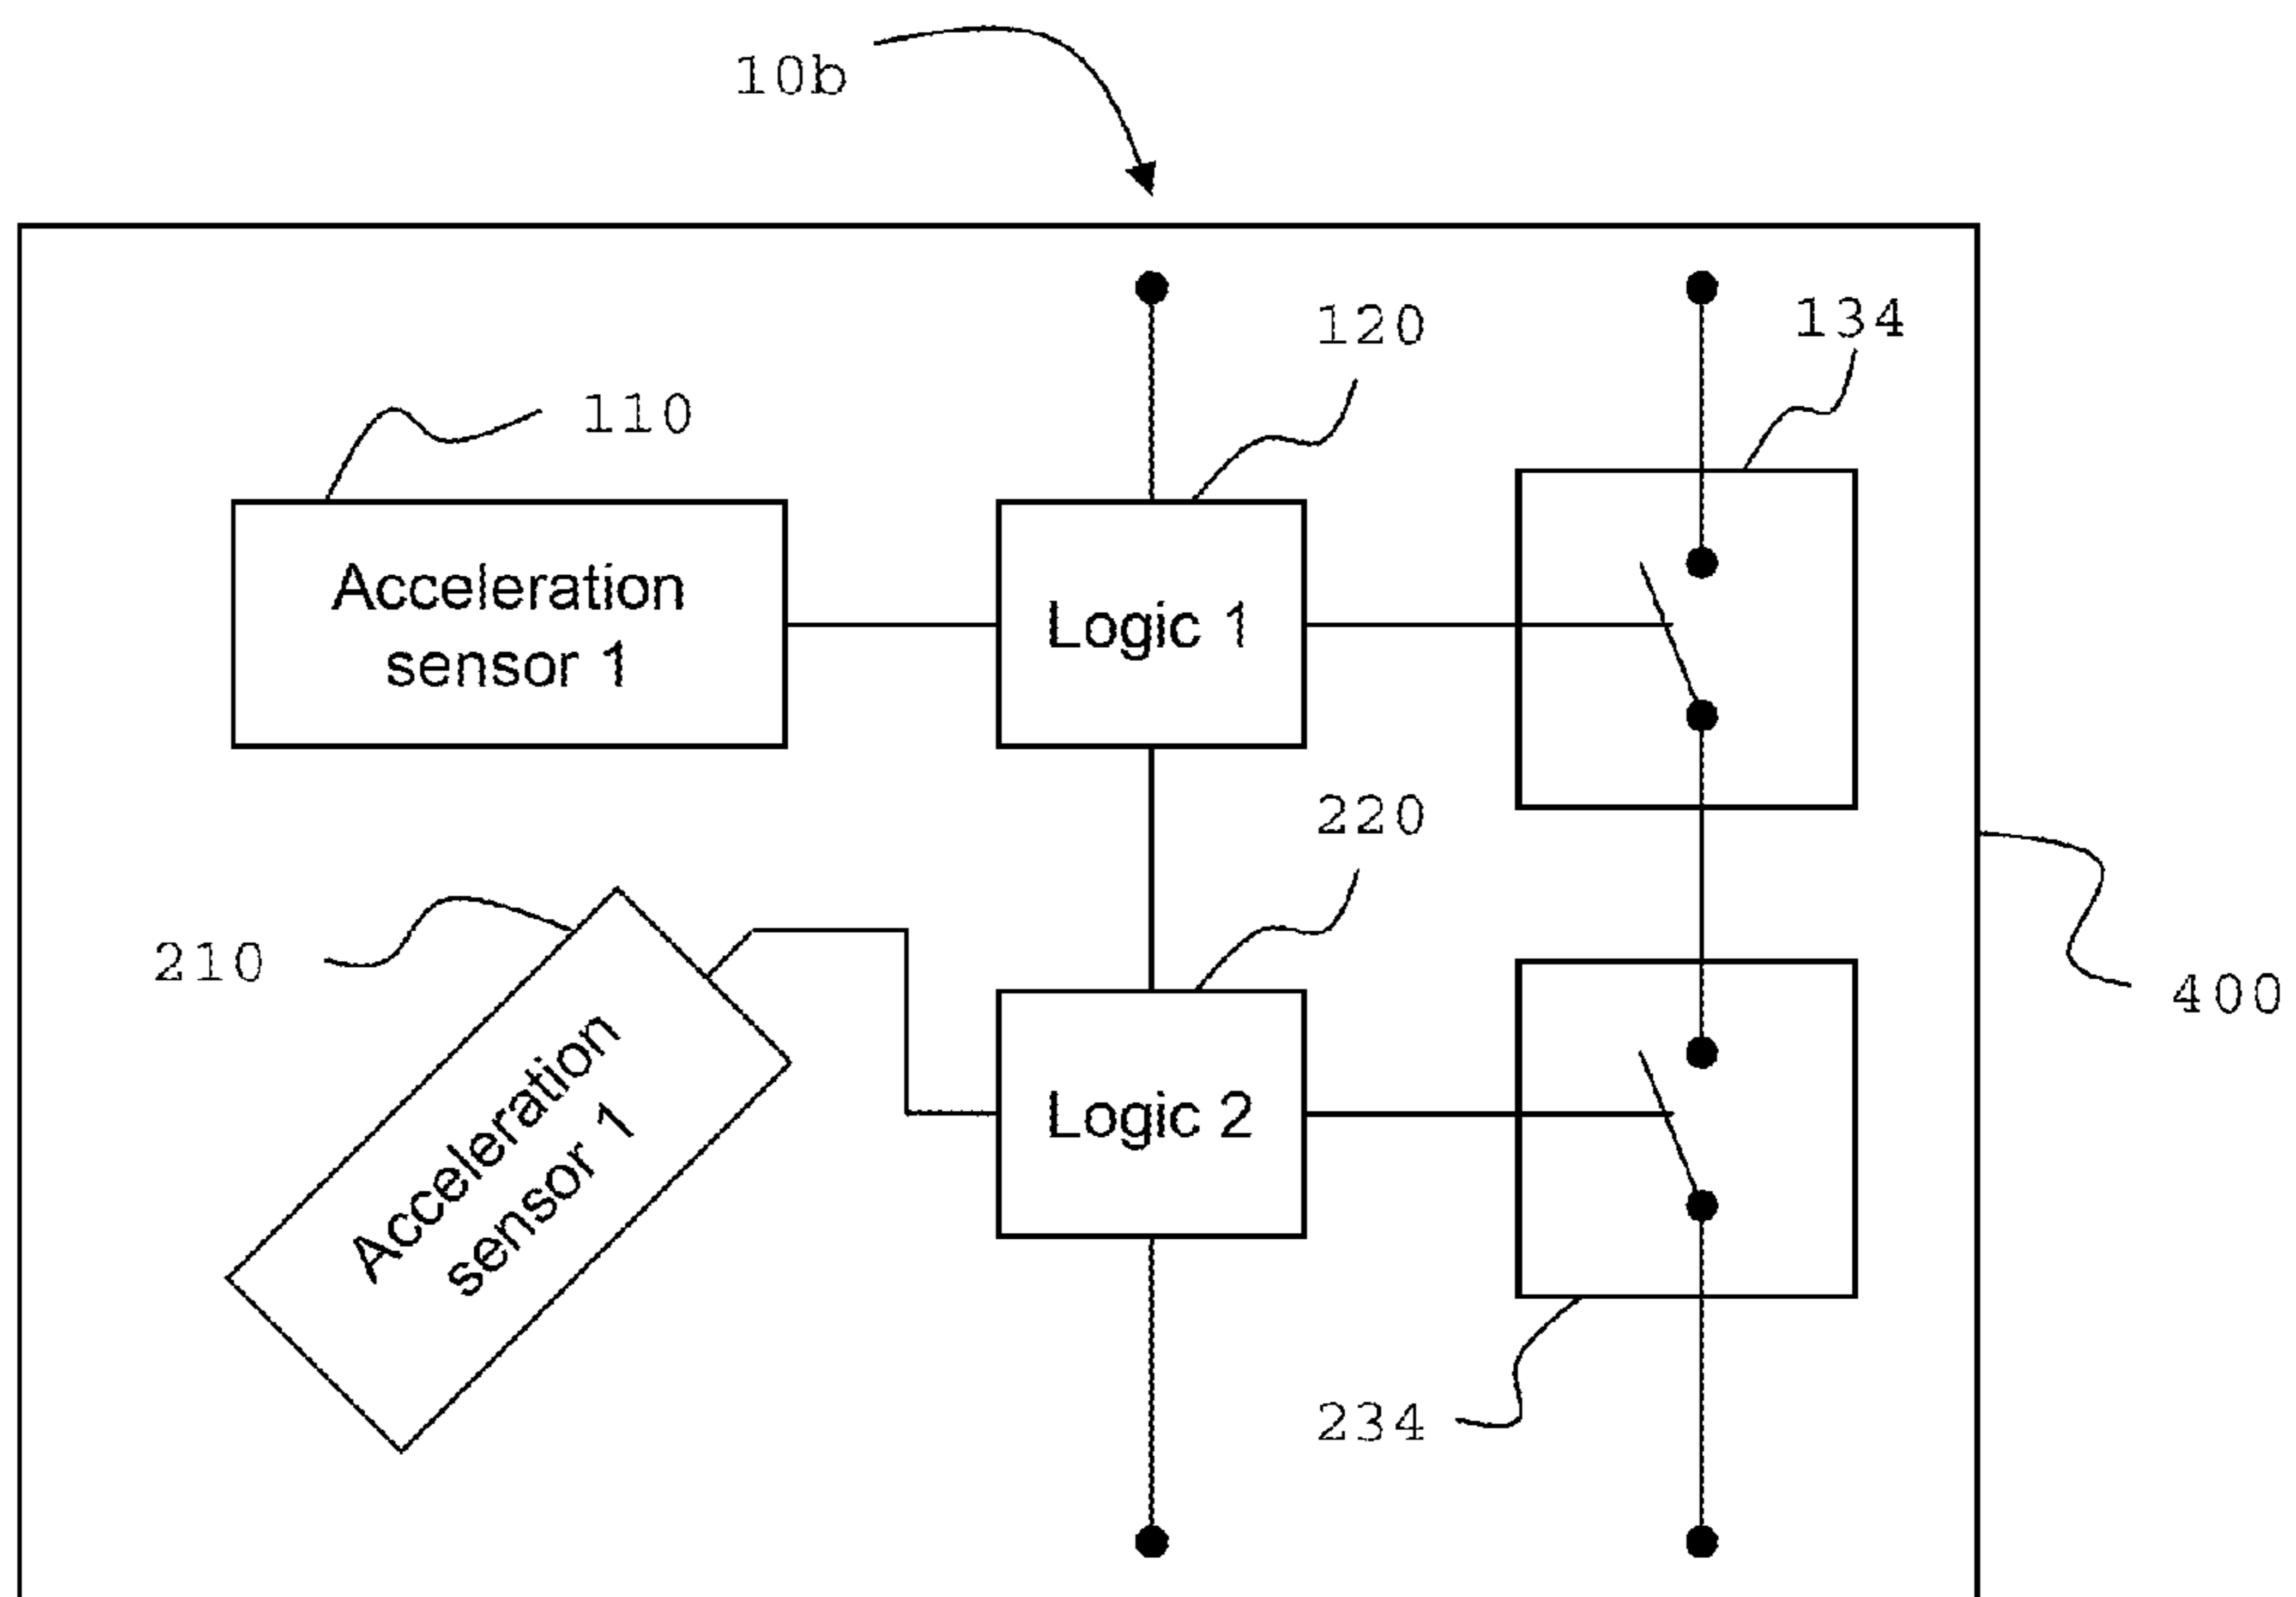 10b
134
120
110
Acceleration
sensor 1
Logic 1
220
210
Acceleration
sensor 1
400
Logic 2
234